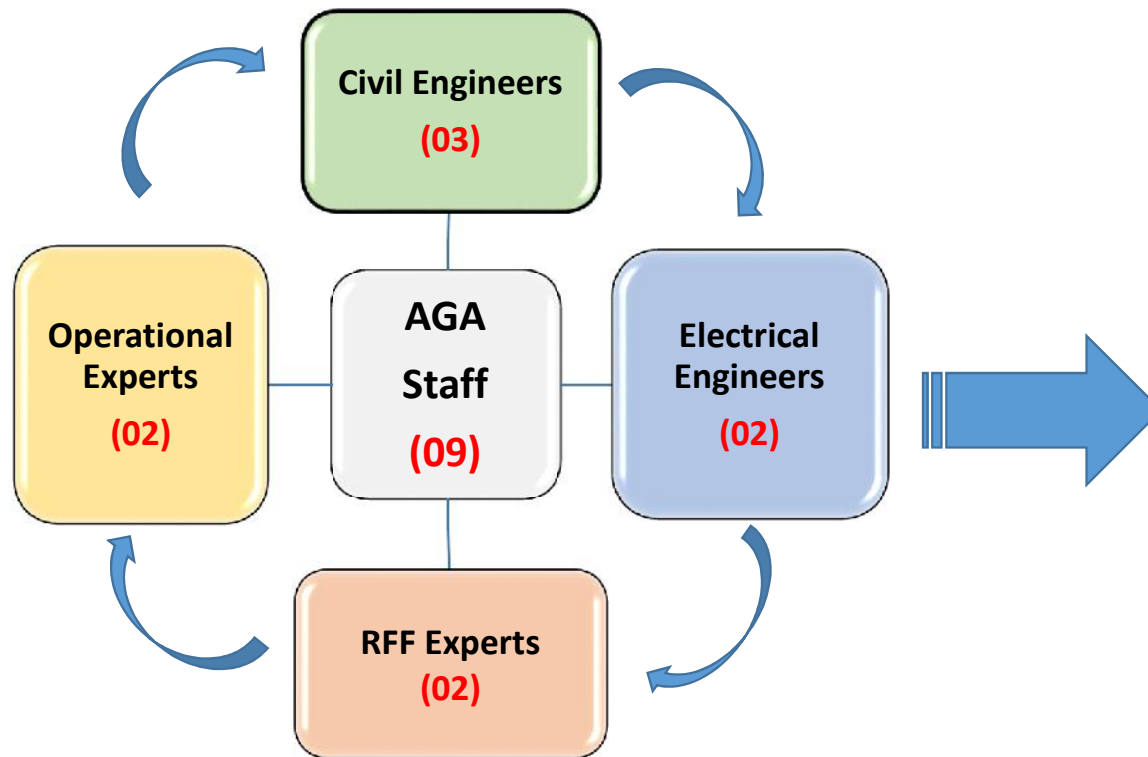 Civil Engineers
(03)
Operational
Experts
(02)
AGA
Staff
(09)
Electrical
Engineers
(02)
RFF Experts
(02)